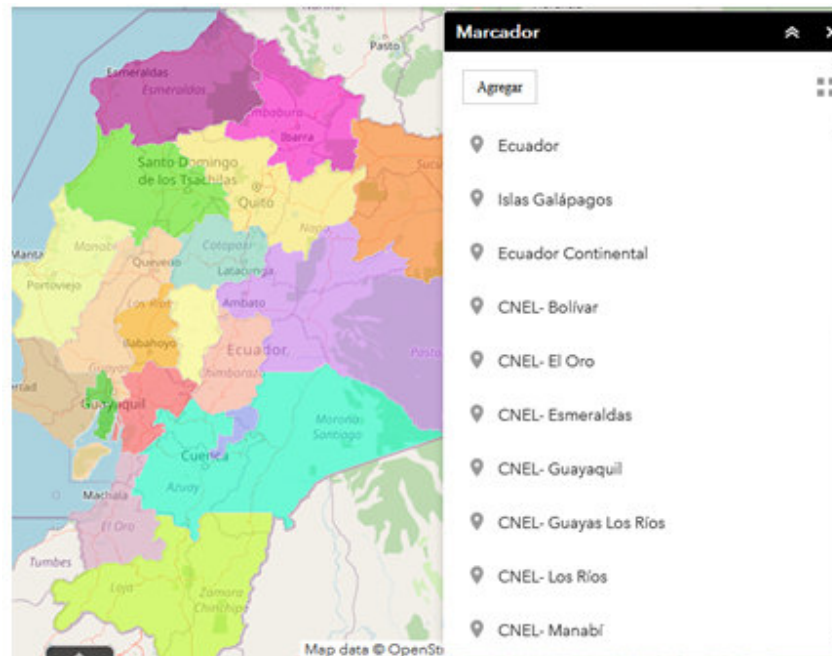 Pasto
Esmeraldas
Esmeraldas
Ibarra
Santo Domingo
de los Tsachilas
Quito
Napo
Manta
Manabí
Cotopaxi
Portoviejo
Quevedo
Latacunga
Los Ríos
Ambato
Babahoyo
Ecuador
Guayas
Chimborazo
Guayaquil
Morona
Santiago
Cuenca
Machala
Azuay
El Oro
Tumbes
Loja
Zamora
Chinchipe
Map data © OpenStr
Marcador
Agregar
Ecuador
Islas Galápagos
Ecuador Continental
CNEL- Bolívar
CNEL- El Oro
CNEL- Esmeraldas
CNEL- Guayaquil
CNEL- Guayas Los Ríos
CNEL- Los Ríos
CNEL- Manabí